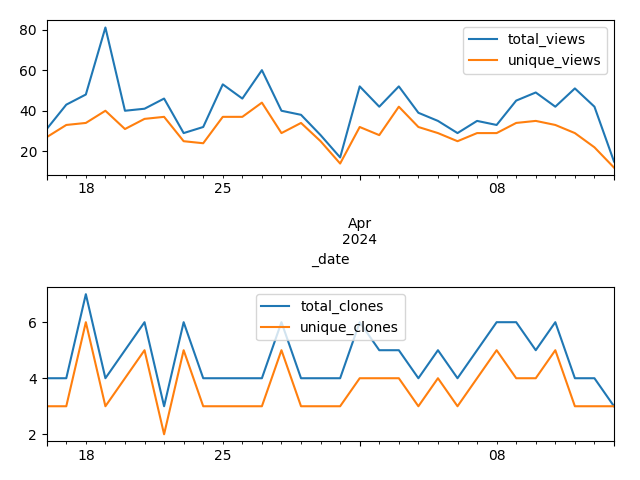 80
60
40
20
total_views
unique_views
18
25
08
Apr
2024
_date
6
4
2
total_clones
unique_clones
18
25
08